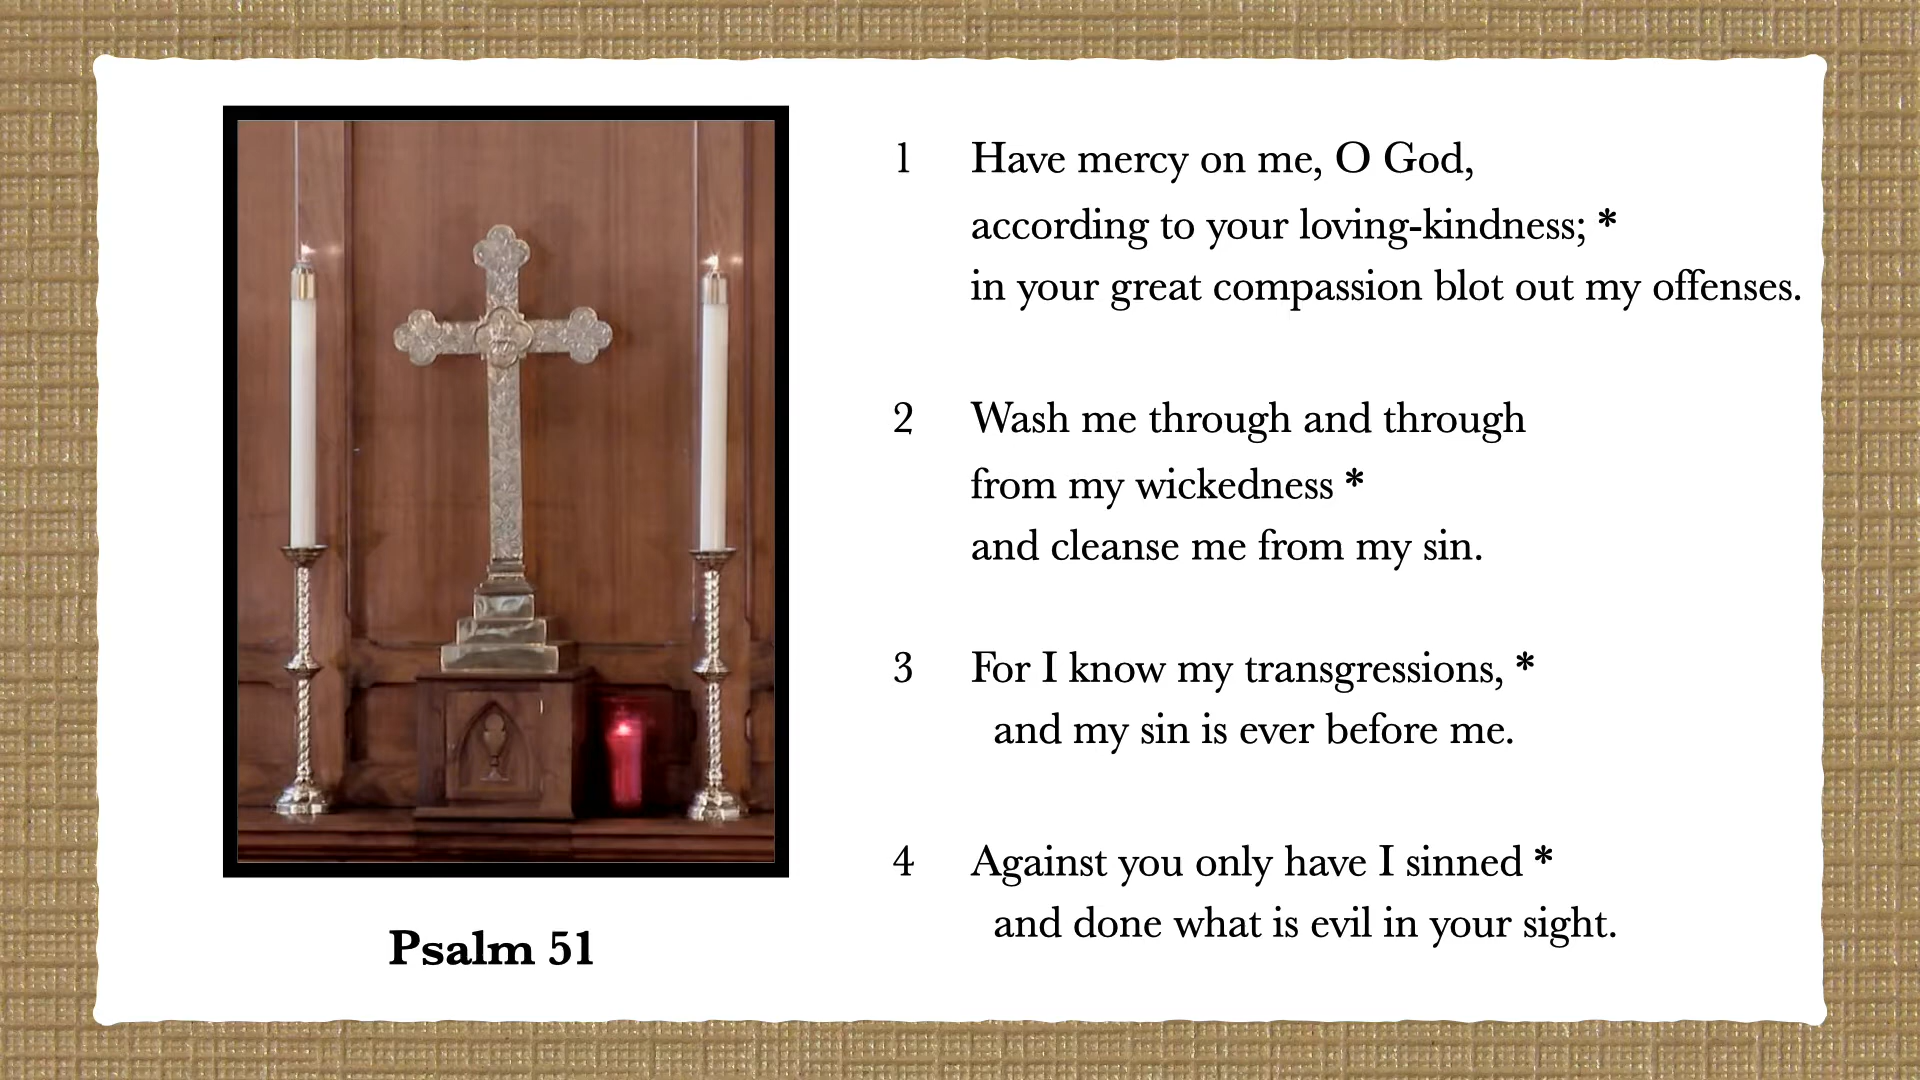 1 Have mercy on me, O God,
according to your loving-kindness; *
in your great compassion blot out my offenses.
2 Wash me through and through
from my wickedness *
and cleanse me from my sin.
3 For I know my transgressions, *
and my sin is ever before me.
4 Against you only have I sinned *
and done what is evil in your sight.
Psalm 51